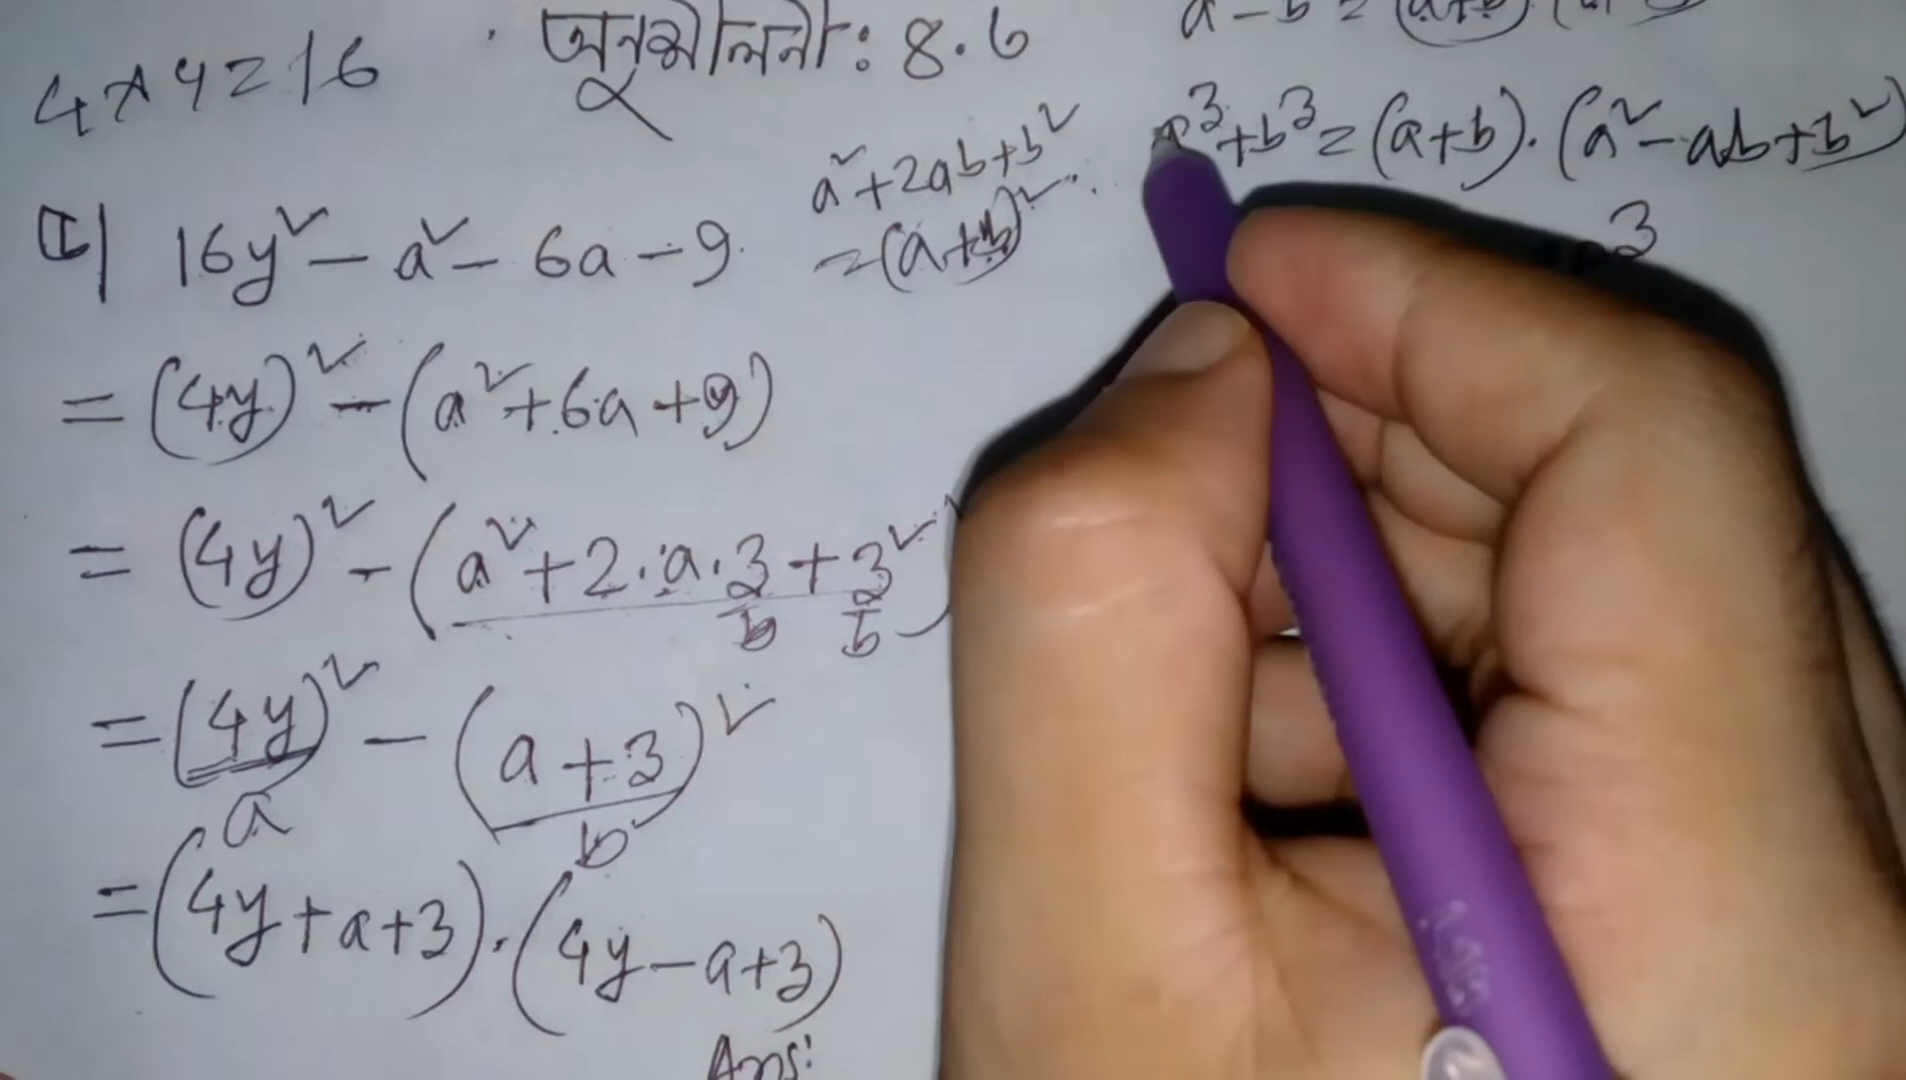 4×4=16
অনুশীলনী: 8.6
a² + 2ab + b²
= (a+b)²
a³+b³ = (a+b).(a²-ab+b²)
16y² - a² - 6a - 9
= (4y)² - (a²+6a+9)
= (4y)² - (a²+2.a.3+3²)
b b
= (4y)² - (a+3)²
a b
= (4y+a+3).(4y-a+3)
Ans: